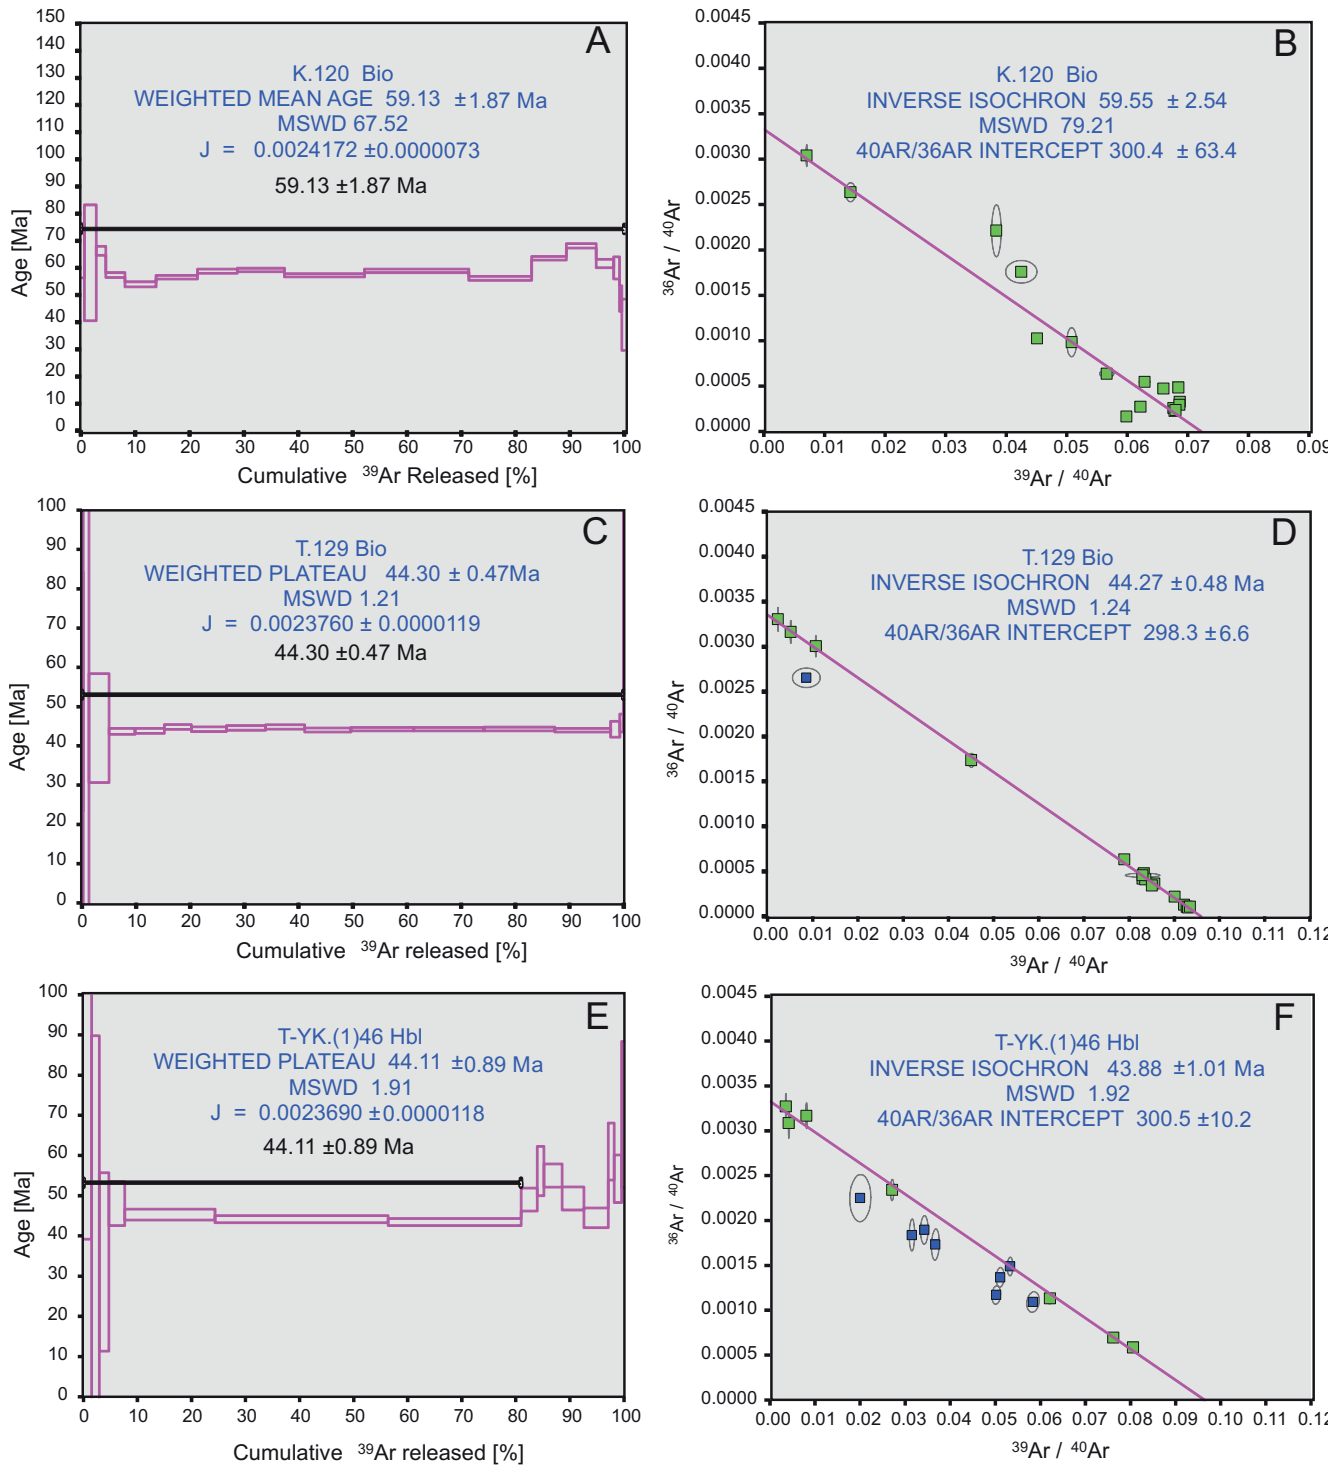 A
K.120 Bio
WEIGHTED MEAN AGE 59.13 ±1.87 Ma
MSWD 67.52
J = 0.0024172 ±0.0000073
59.13 ±1.87 Ma
Age [Ma]
150
140
130
120
110
100
90
80
70
60
50
40
30
20
10
0
0 10 20 30 40 50 60 70 80 90 100
Cumulative ³⁹Ar Released [%]
B
K.120 Bio
INVERSE ISOCHRON 59.55 ± 2.54
MSWD 79.21
40AR/36AR INTERCEPT 300.4 ± 63.4
³⁶Ar / ⁴⁰Ar
0.0045
0.0040
0.0035
0.0030
0.0025
0.0020
0.0015
0.0010
0.0005
0.0000
0.00 0.01 0.02 0.03 0.04 0.05 0.06 0.07 0.08 0.09
³⁹Ar / ⁴⁰Ar
C
T.129 Bio
WEIGHTED PLATEAU 44.30 ± 0.47Ma
MSWD 1.21
J = 0.0023760 ± 0.0000119
44.30 ±0.47 Ma
Age [Ma]
100
90
80
70
60
50
40
30
20
10
0
0 10 20 30 40 50 60 70 80 90 100
Cumulative ³⁹Ar released [%]
D
T.129 Bio
INVERSE ISOCHRON 44.27 ±0.48 Ma
MSWD 1.24
40AR/36AR INTERCEPT 298.3 ±6.6
³⁶Ar / ⁴⁰Ar
0.0045
0.0040
0.0035
0.0030
0.0025
0.0020
0.0015
0.0010
0.0005
0.0000
0.00 0.01 0.02 0.03 0.04 0.05 0.06 0.07 0.08 0.09 0.10 0.11 0.12
³⁹Ar / ⁴⁰Ar
E
T-YK.(1)46 Hbl
WEIGHTED PLATEAU 44.11 ±0.89 Ma
MSWD 1.91
J = 0.0023690 ±0.0000118
44.11 ±0.89 Ma
Age [Ma]
100
90
80
70
60
50
40
30
20
10
0
0 10 20 30 40 50 60 70 80 90 100
Cumulative ³⁹Ar released [%]
F
T-YK.(1)46 Hbl
INVERSE ISOCHRON 43.88 ±1.01 Ma
MSWD 1.92
40AR/36AR INTERCEPT 300.5 ±10.2
³⁶Ar / ⁴⁰Ar
0.0045
0.0040
0.0035
0.0030
0.0025
0.0020
0.0015
0.0010
0.0005
0.0000
0.00 0.01 0.02 0.03 0.04 0.05 0.06 0.07 0.08 0.09 0.10 0.11 0.12
³⁹Ar / ⁴⁰Ar